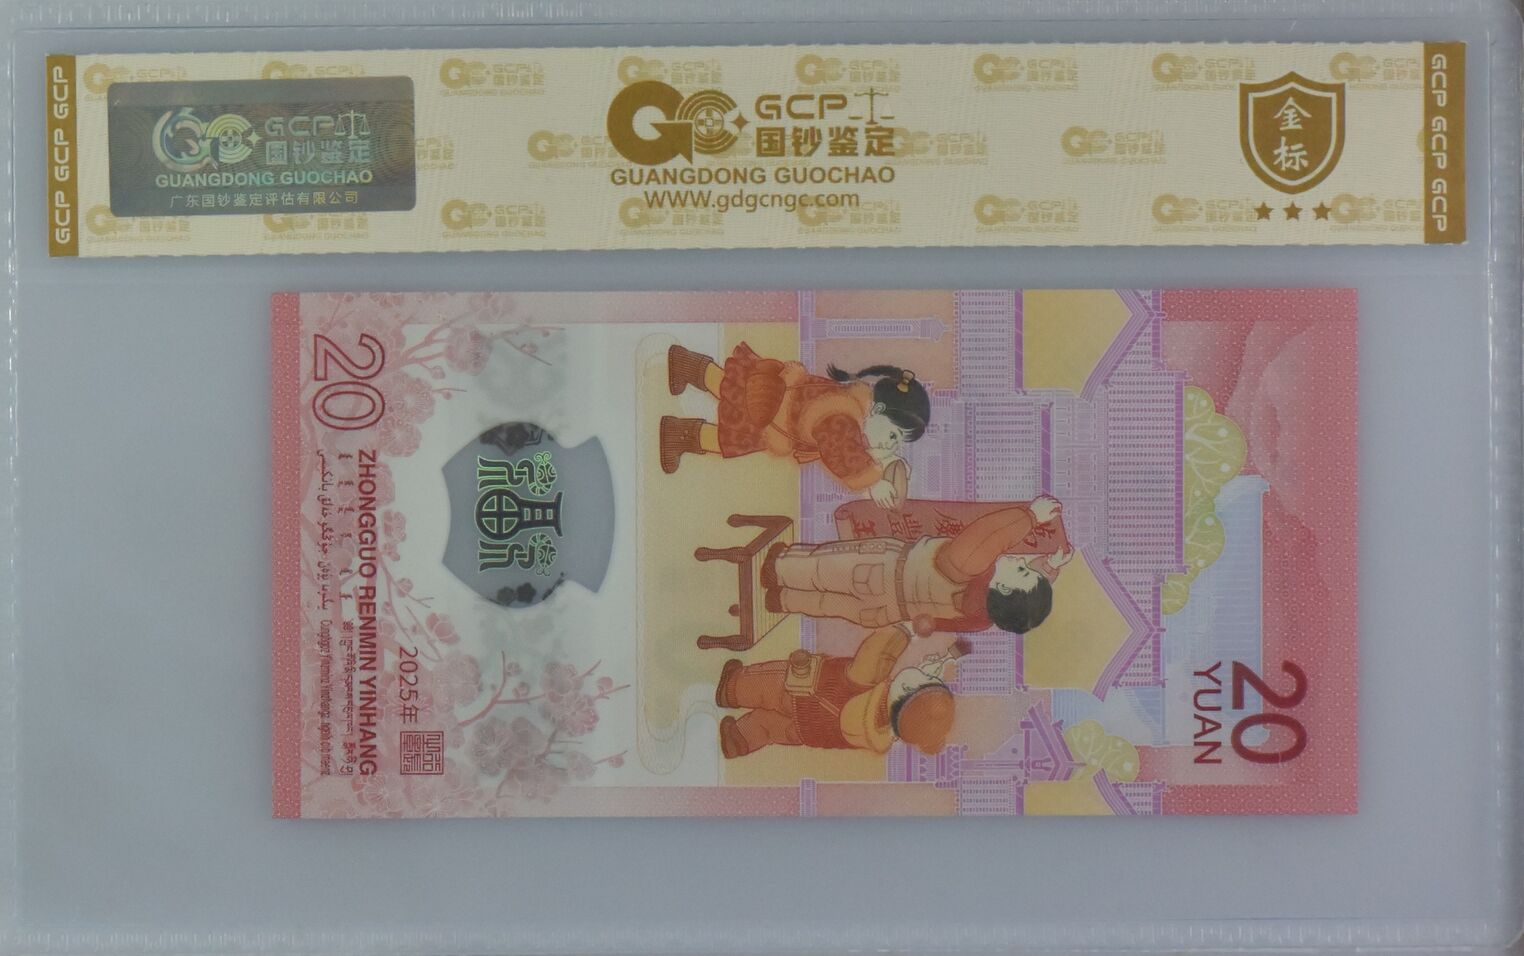 GCP GCP GCP
GCP
国钞鉴定
GUANGDONG GUOCHAO
广东国钞鉴定评估有限公司
GCP
国钞鉴定
GUANGDONG GUOCHAO
WWW.gdgcngc.com
金标
GCP GCP GCP
20
ZHONGGUO RENMIN YINHANG
2025年
20
YUAN